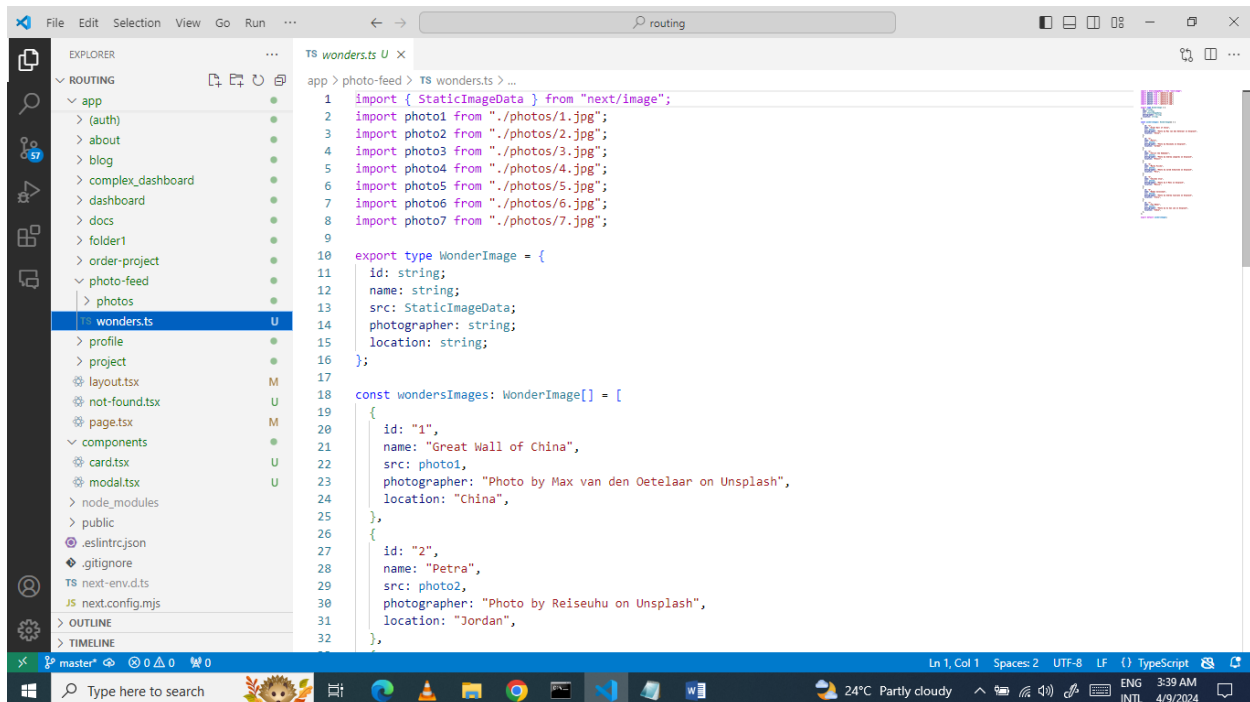 File Edit Selection View Go Run ··· ← → routing
EXPLORER ···
ROUTING
app
(auth)
about
blog
complex_dashboard
dashboard
docs
folder1
order-project
photo-feed
photos
TS wonders.ts U
profile
project
layout.tsx M
not-found.tsx U
page.tsx M
components
card.tsx U
modal.tsx U
node_modules
public
.eslintrc.json
.gitignore
TS next-env.d.ts
JS next.config.mjs
OUTLINE
TIMELINE
57
TS wonders.ts U ×
app > photo-feed > TS wonders.ts > ...
1 import { StaticImageData } from "next/image";
2 import photo1 from "./photos/1.jpg";
3 import photo2 from "./photos/2.jpg";
4 import photo3 from "./photos/3.jpg";
5 import photo4 from "./photos/4.jpg";
6 import photo5 from "./photos/5.jpg";
7 import photo6 from "./photos/6.jpg";
8 import photo7 from "./photos/7.jpg";
9
10 export type WonderImage = {
11 id: string;
12 name: string;
13 src: StaticImageData;
14 photographer: string;
15 location: string;
16 };
17
18 const wondersImages: WonderImage[] = [
19 {
20 id: "1",
21 name: "Great Wall of China",
22 src: photo1,
23 photographer: "Photo by Max van den Oetelaar on Unsplash",
24 location: "China",
25 },
26 {
27 id: "2",
28 name: "Petra",
29 src: photo2,
30 photographer: "Photo by Reiseuhu on Unsplash",
31 location: "Jordan",
32 },
master* 0 0 0 Ln 1, Col 1 Spaces: 2 UTF-8 LF {} TypeScript
Type here to search 24°C Partly cloudy ENG INTL 3:39 AM 4/9/2024